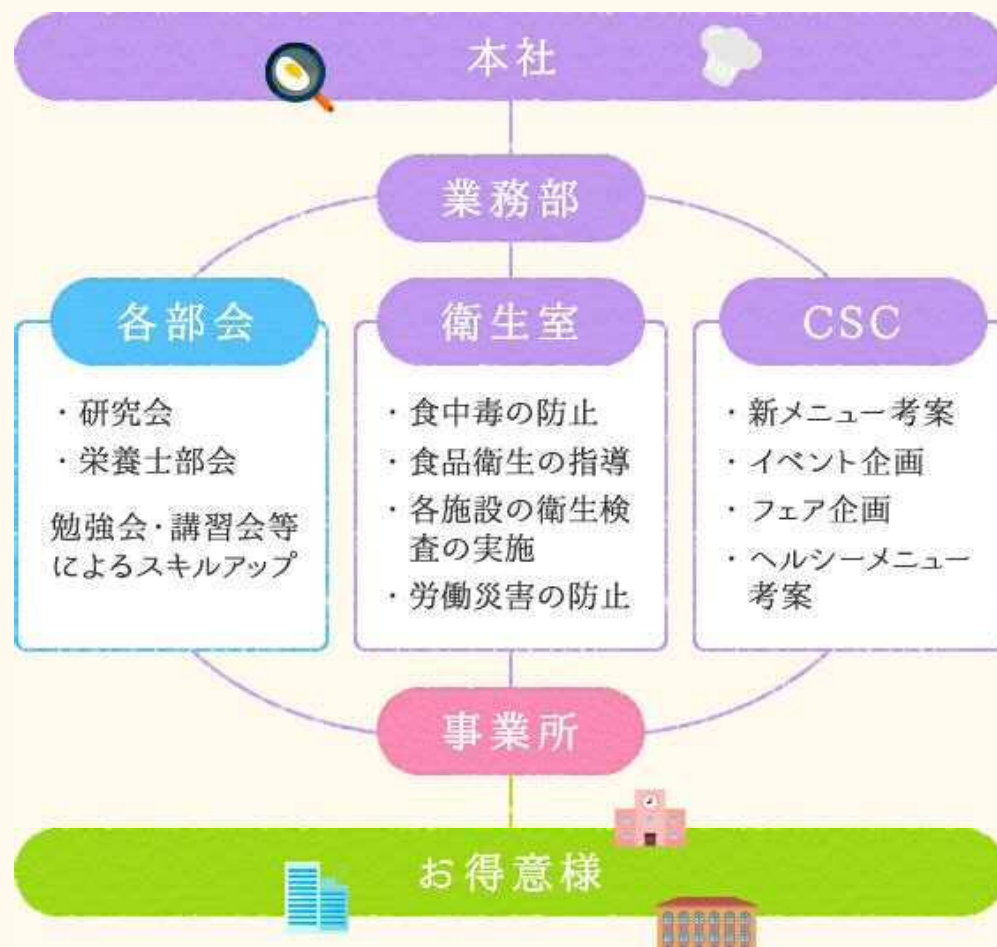 本社
業務部
各部会
・研究会
・栄養士部会
勉強会・講習会等
によるスキルアップ
衛生室
・食中毒の防止
・食品衛生の指導
・各施設の衛生検
査の実施
・労働災害の防止
CSC
・新メニュー考案
・イベント企画
・フェア企画
・ヘルシーメニュー
考案
事業所
お得意様